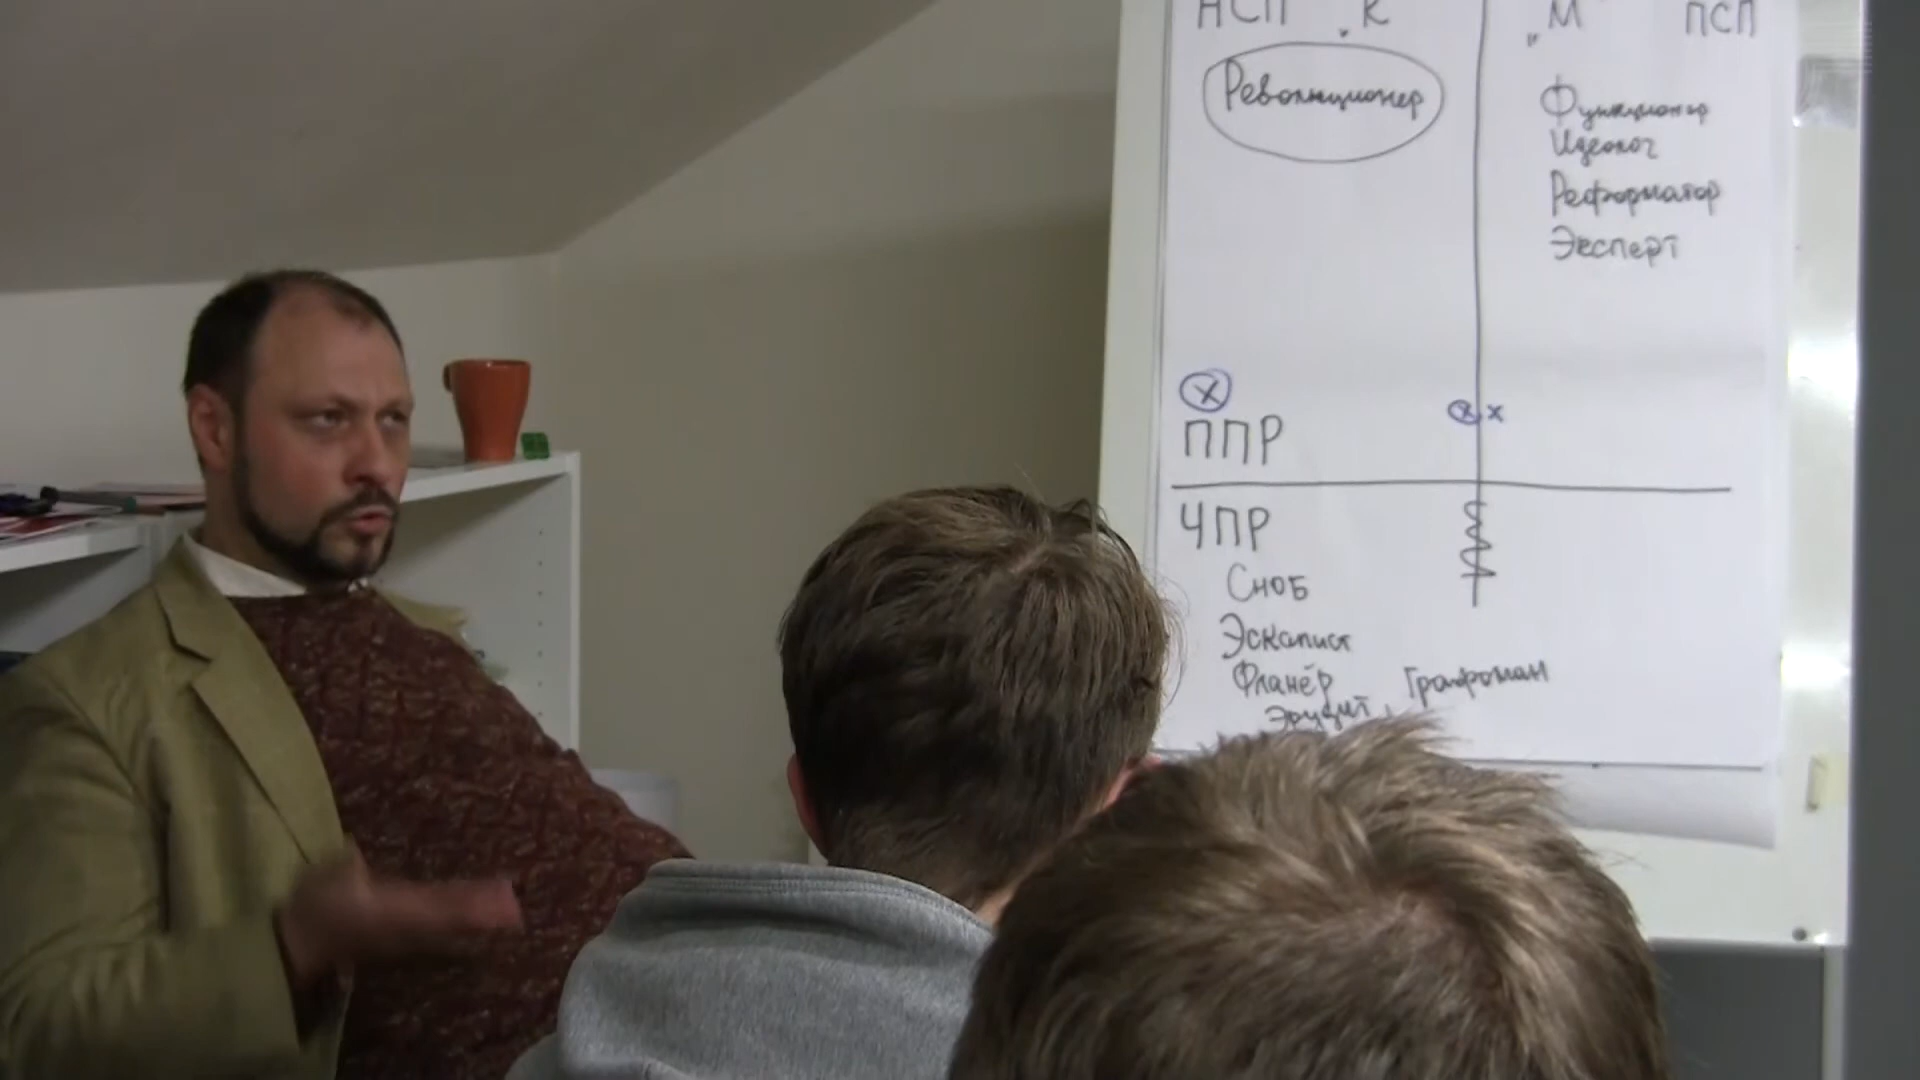 НСП "К" "М" ПСП
Революционер
Функционер
Идеолог
Реформатор
Эксперт
x
x x
ППР
ЧПР
Сноб
Эскапист
Фланёр Графоман
Эрудит